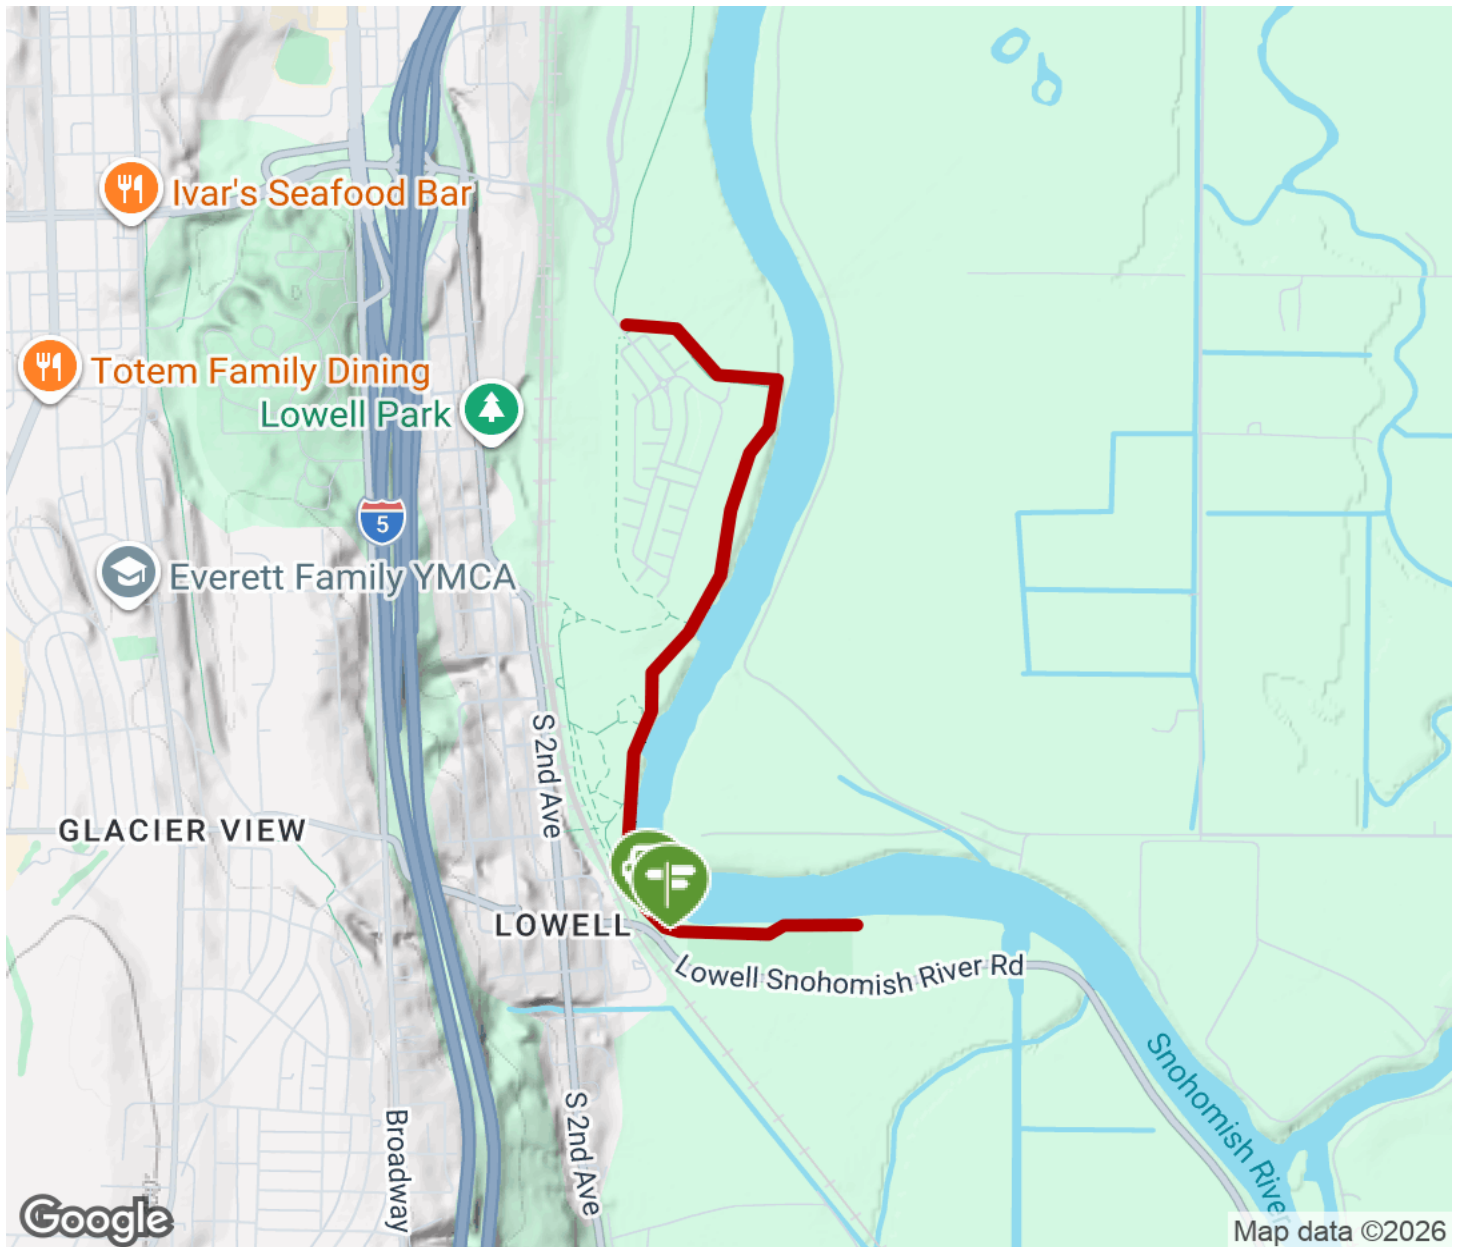 Ivar's Seafood Bar
Totem Family Dining
Lowell Park
5
Everett Family YMCA
S 2nd Ave
GLACIER VIEW
LOWELL
Lowell Snohomish River Rd
Snohomish River
S 2nd Ave
Broadway
Google
Map data ©2026